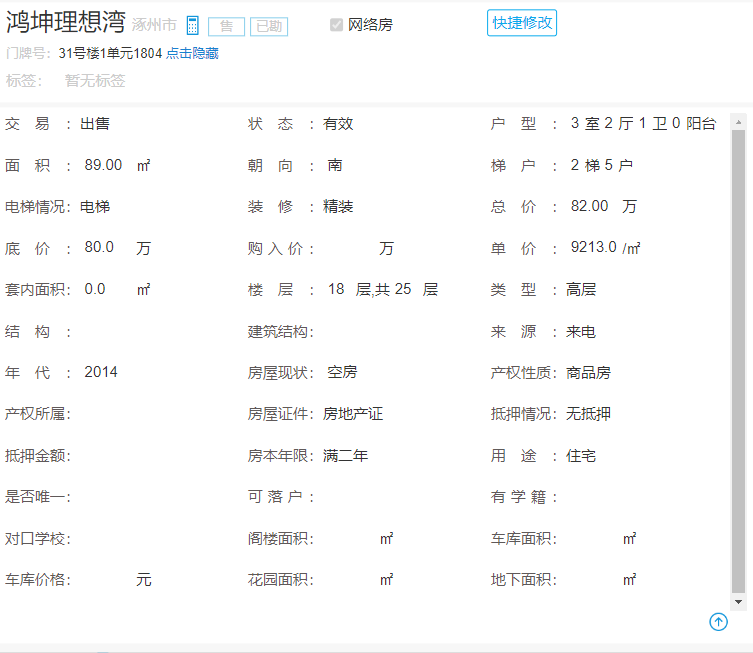 鸿坤理想湾 涿州市 售 已勘 网络房 快捷修改
门牌号: 31号楼1单元1804 点击隐藏
标签: 暂无标签
交 易 : 出售 状 态 : 有效 户 型 : 3 室 2 厅 1 卫 0 阳台
面 积 : 89.00 ㎡ 朝 向 : 南 梯 户 : 2 梯 5 户
电梯情况: 电梯 装 修 : 精装 总 价 : 82.00 万
底 价 : 80.0 万 购 入 价 : 万 单 价 : 9213.0 /㎡
套内面积: 0.0 ㎡ 楼 层 : 18 层,共 25 层 类 型 : 高层
结 构 : 建筑结构: 来 源 : 来电
年 代 : 2014 房屋现状: 空房 产权性质: 商品房
产权所属: 房屋证件: 房地产证 抵押情况: 无抵押
抵押金额: 房本年限: 满二年 用 途 : 住宅
是否唯一: 可 落 户 : 有 学 籍 :
对口学校: 阁楼面积: ㎡ 车库面积: ㎡
车库价格: 元 花园面积: ㎡ 地下面积: ㎡